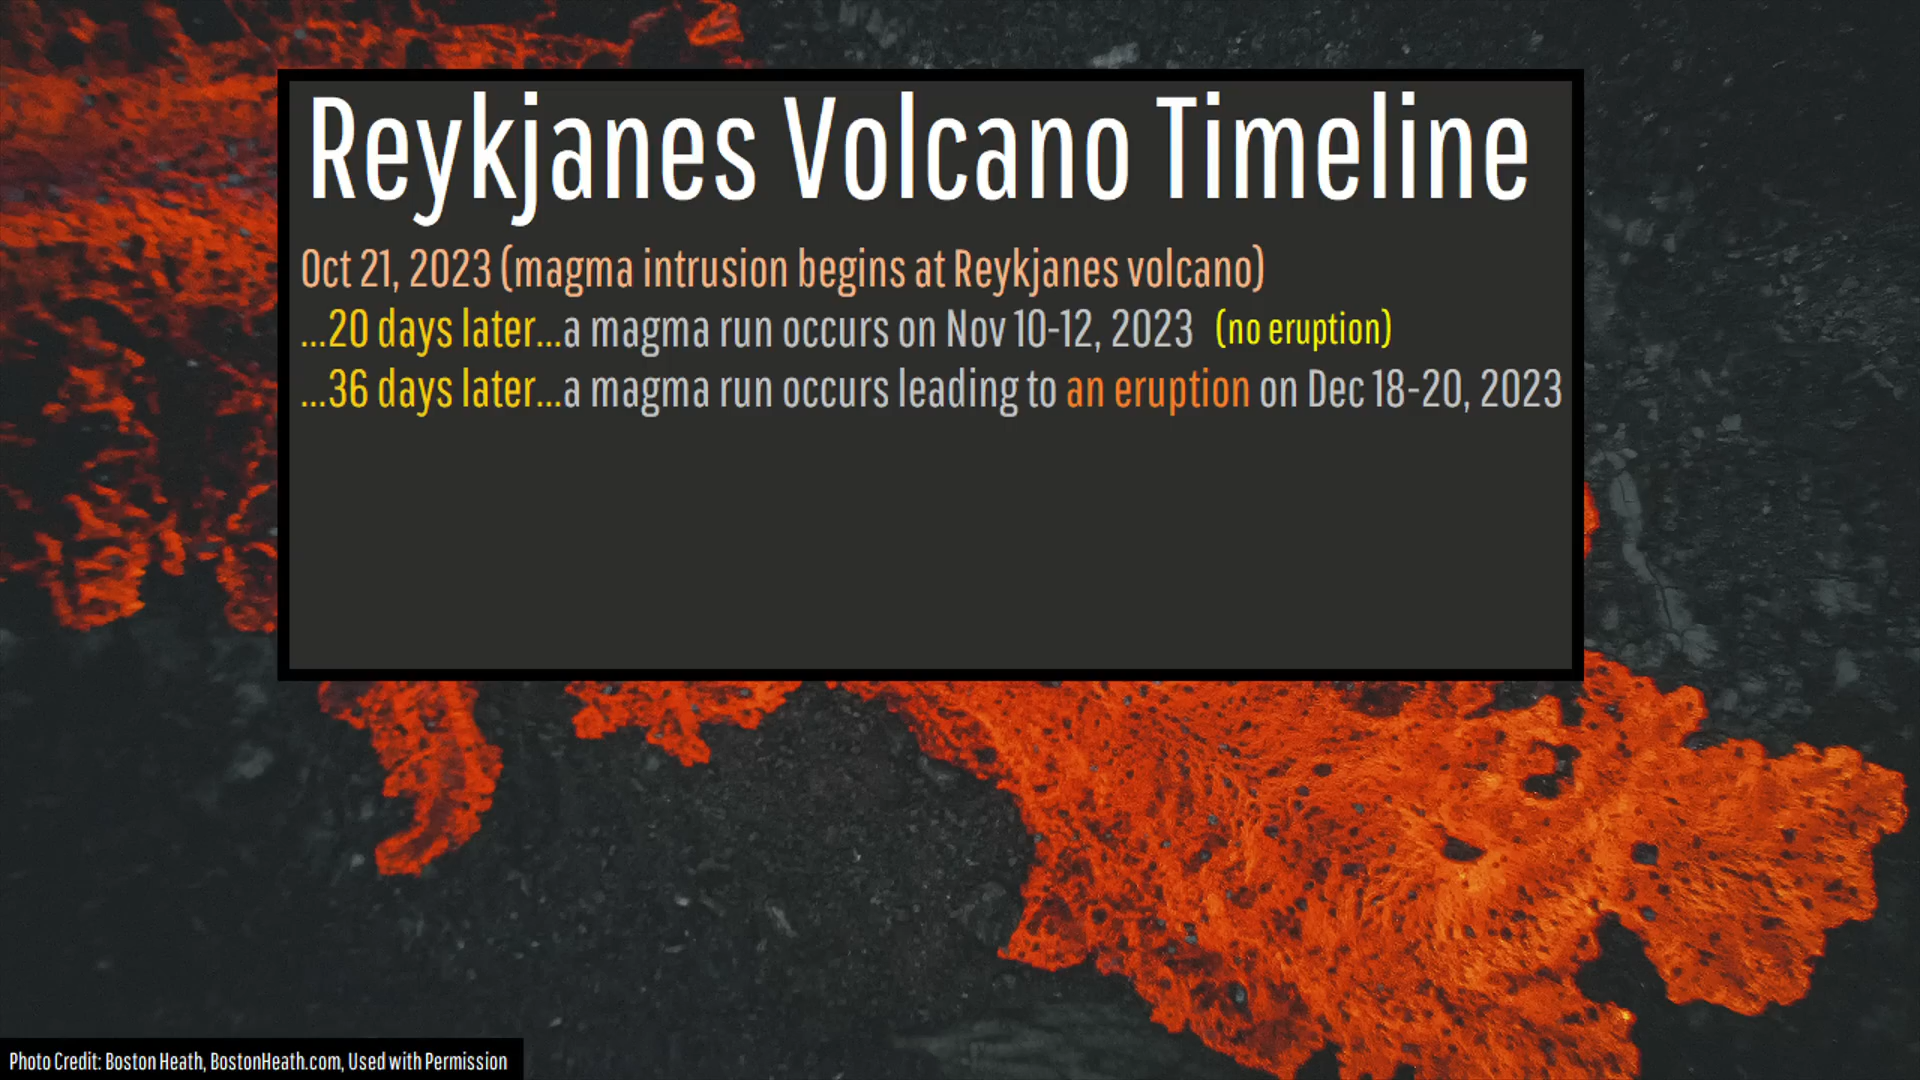 Reykjanes Volcano Timeline
Oct 21, 2023 (magma intrusion begins at Reykjanes volcano)
...20 days later...a magma run occurs on Nov 10-12, 2023 (no eruption)
...36 days later...a magma run occurs leading to an eruption on Dec 18-20, 2023
Photo Credit: Boston Heath, BostonHeath.com, Used with Permission